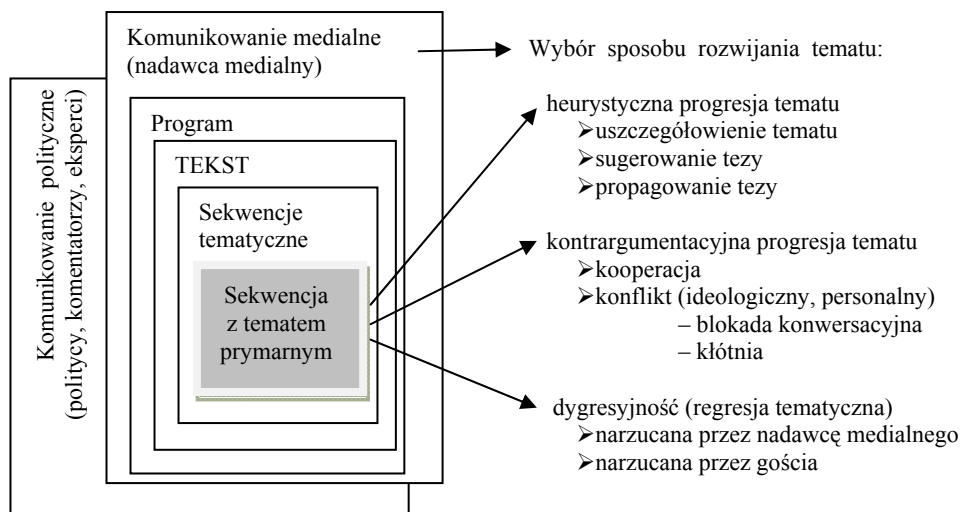 Komunikowanie polityczne
(politycy, komentatorzy, eksperci)
Komunikowanie medialne
(nadawca medialny)
Program
TEKST
Sekwencje
tematyczne
Sekwencja
z tematem
prymarnym
Wybór sposobu rozwijania tematu:
heurystyczna progresja tematu
➢uszczegółowienie tematu
➢sugerowanie tezy
➢propagowanie tezy
kontrargumentacyjna progresja tematu
➢kooperacja
➢konflikt (ideologiczny, personalny)
– blokada konwersacyjna
– kłótnia
dygresyjność (regresja tematyczna)
➢narzucana przez nadawcę medialnego
➢narzucana przez gościa